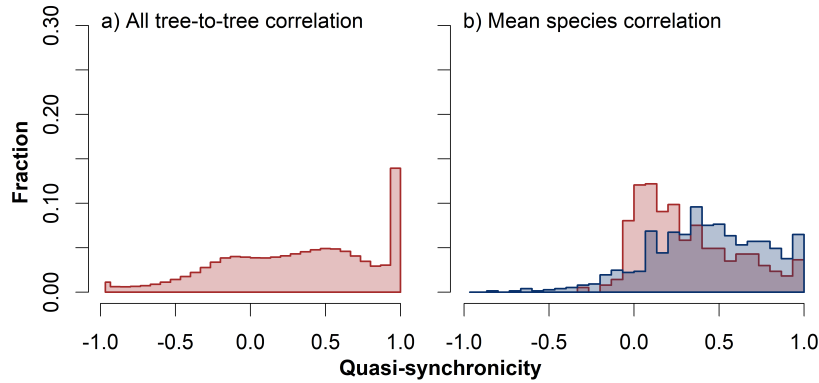 a) All tree-to-tree correlation
b) Mean species correlation
Fraction
0.30
0.20
0.10
0.00
-1.0 -0.5 0.0 0.5 1.0
-1.0 -0.5 0.0 0.5 1.0
Quasi-synchronicity